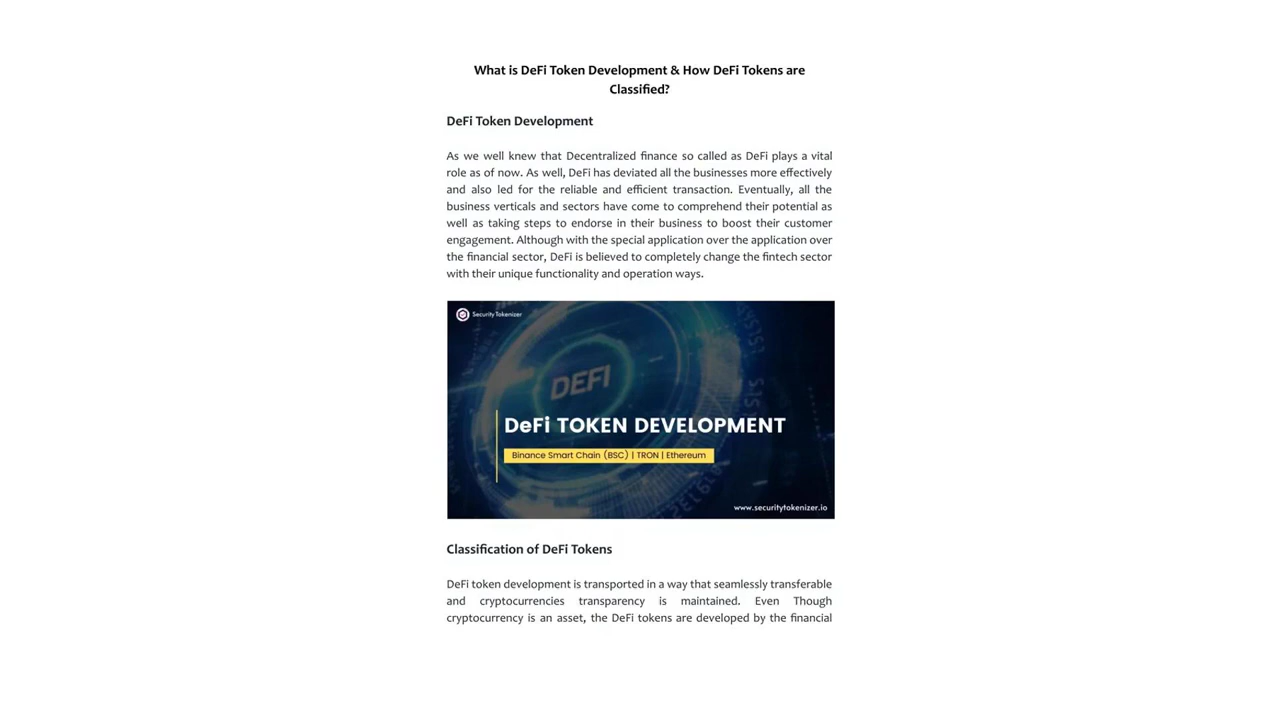 What is DeFi Token Development & How DeFi Tokens are
Classified?
DeFi Token Development
As we well knew that Decentralized finance so called as DeFi plays a vital
role as of now. As well, DeFi has deviated all the businesses more effectively
and also led for the reliable and efficient transaction. Eventually, all the
business verticals and sectors have come to comprehend their potential as
well as taking steps to endorse in their business to boost their customer
engagement. Although with the special application over the application over
the financial sector, DeFi is believed to completely change the fintech sector
with their unique functionality and operation ways.
Security Tokenizer
DEFI
DeFi TOKEN DEVELOPMENT
Binance Smart Chain (BSC) | TRON | Ethereum
www.securitytokenizer.io
Classification of DeFi Tokens
DeFi token development is transported in a way that seamlessly transferable
and cryptocurrencies transparency is maintained. Even Though
cryptocurrency is an asset, the DeFi tokens are developed by the financial